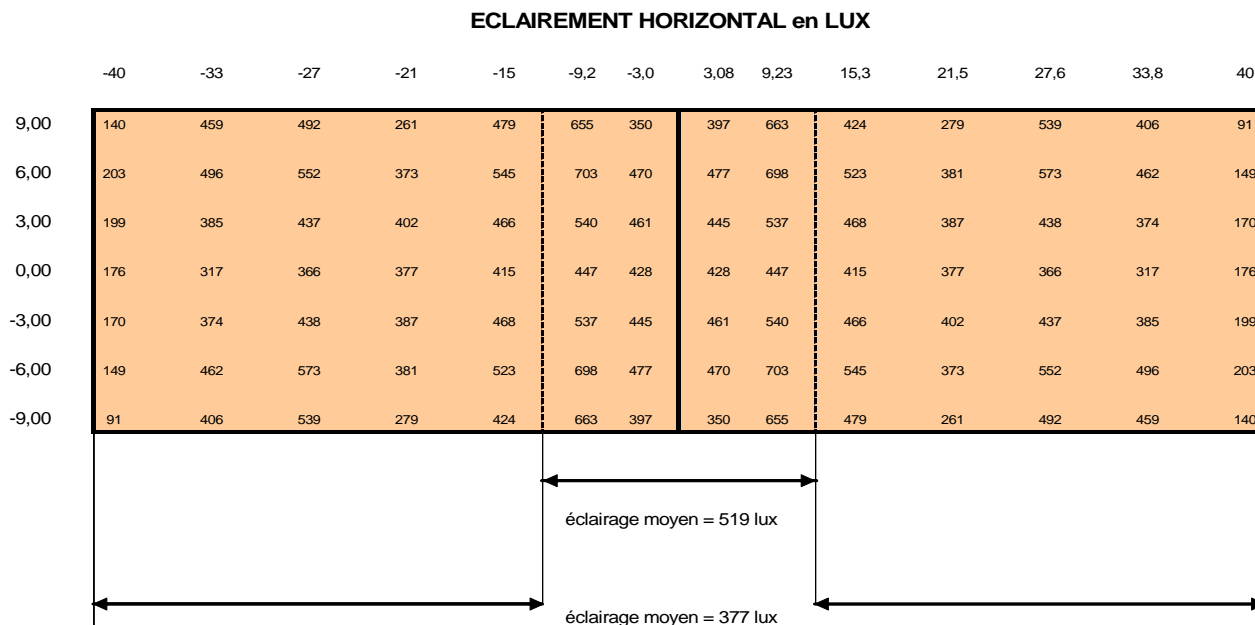 ECLAIREMENT HORIZONTAL en LUX
-40 -33 -27 -21 -15 -9,2 -3,0 3,08 9,23 15,3 21,5 27,6 33,8 40
9,00 140 459 492 261 479 655 350 397 663 424 279 539 406 91
6,00 203 496 552 373 545 703 470 477 698 523 381 573 462 149
3,00 199 385 437 402 466 540 461 445 537 468 387 438 374 170
0,00 176 317 366 377 415 447 428 428 447 415 377 366 317 176
-3,00 170 374 438 387 468 537 445 461 540 466 402 437 385 199
-6,00 149 462 573 381 523 698 477 470 703 545 373 552 496 203
-9,00 91 406 539 279 424 663 397 350 655 479 261 492 459 140
éclairage moyen = 519 lux
éclairage moyen = 377 lux